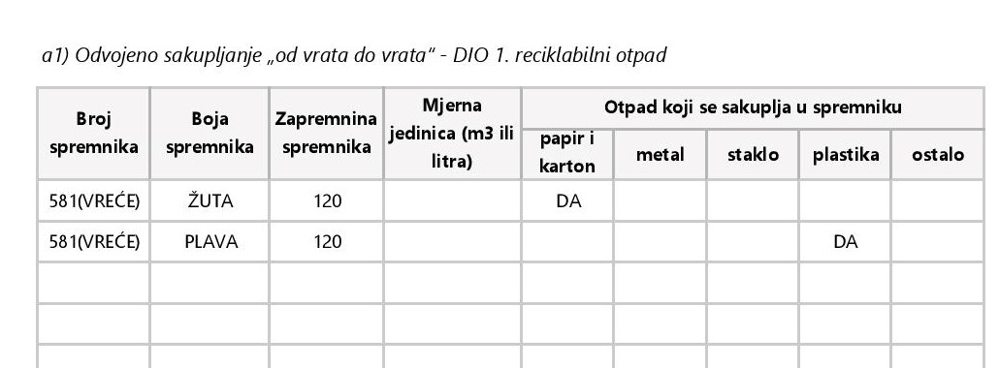 a1) Odvojeno sakupljanje „od vrata do vrata“ - DIO 1. reciklabilni otpad
Broj spremnika Boja spremnika Zapremnina spremnika Mjerna jedinica (m3 ili litra) Otpad koji se sakuplja u spremniku
papir i karton metal staklo plastika ostalo
581(VREĆE) ŽUTA 120 DA
581(VREĆE) PLAVA 120 DA